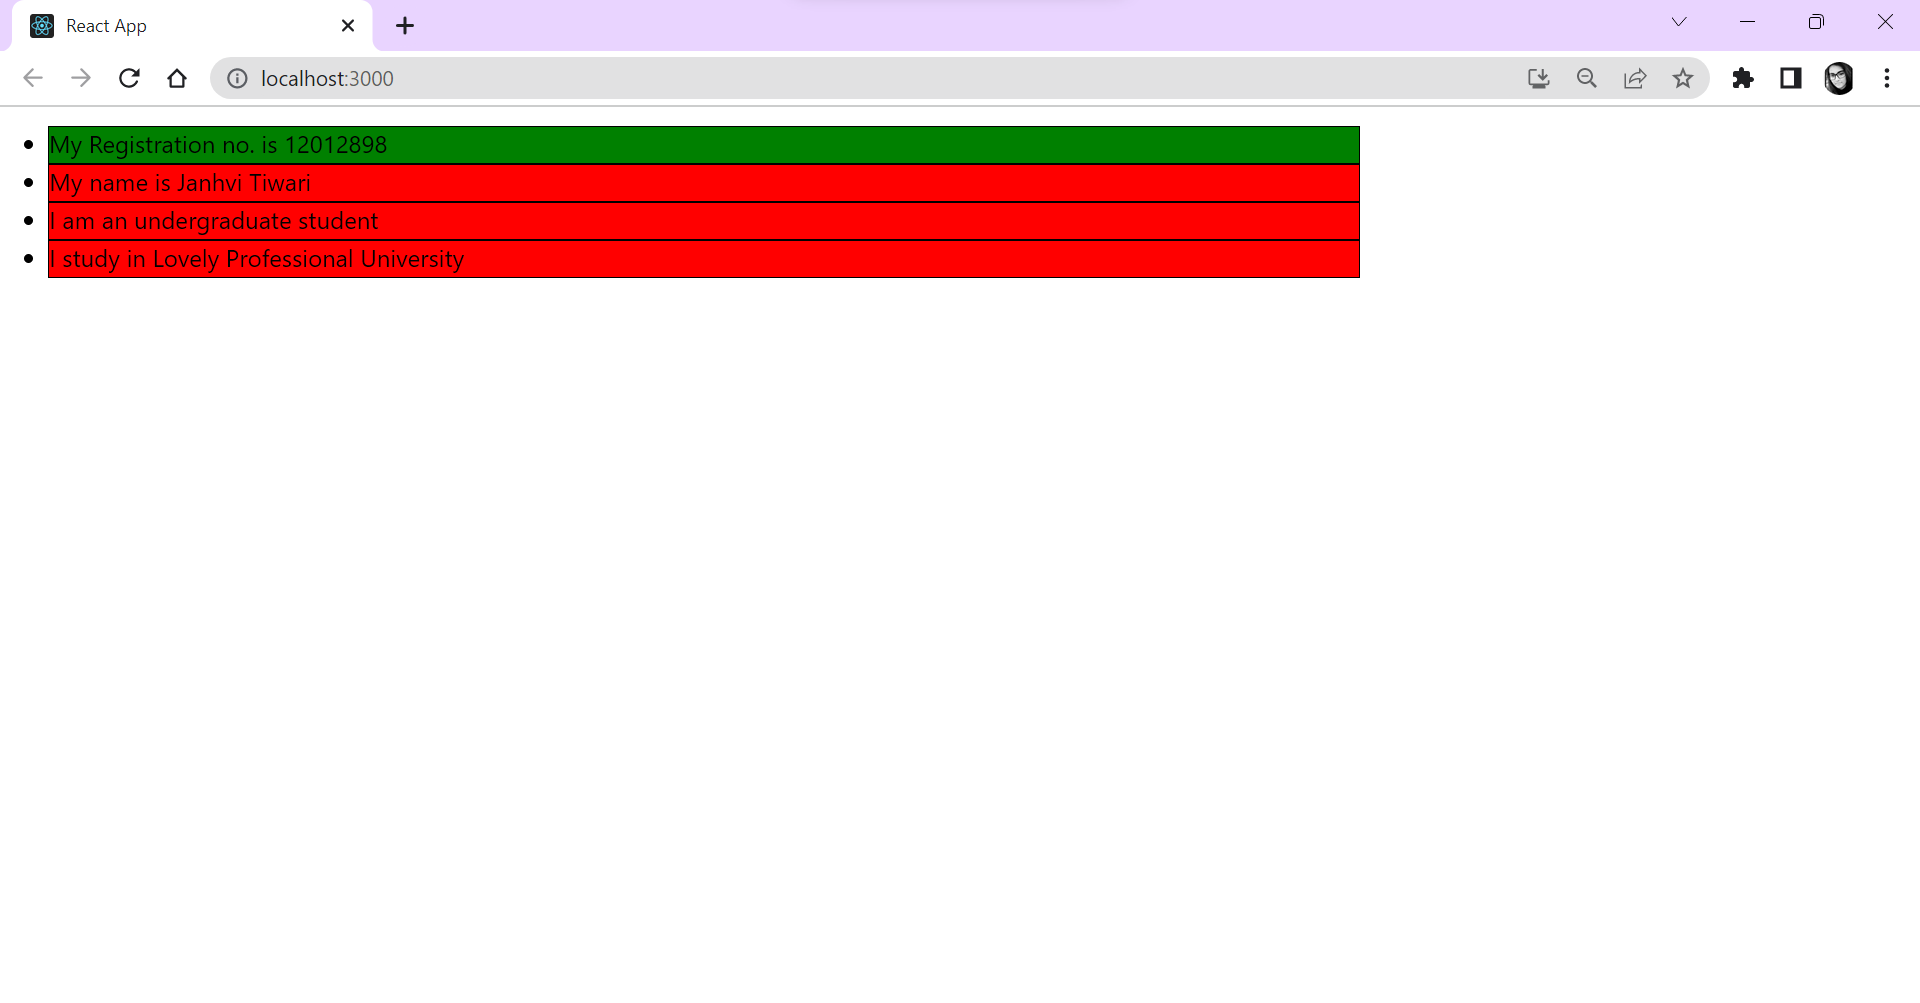 React App
localhost:3000
My Registration no. is 12012898
My name is Janhvi Tiwari
I am an undergraduate student
I study in Lovely Professional University